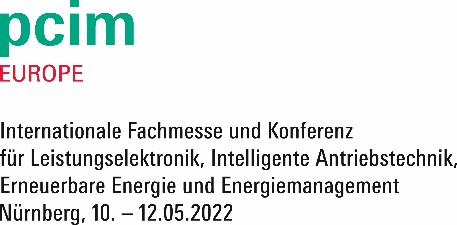 pcim
EUROPE
Internationale Fachmesse und Konferenz
für Leistungselektronik, Intelligente Antriebstechnik,
Erneuerbare Energie und Energiemanagement
Nürnberg, 10. – 12.05.2022